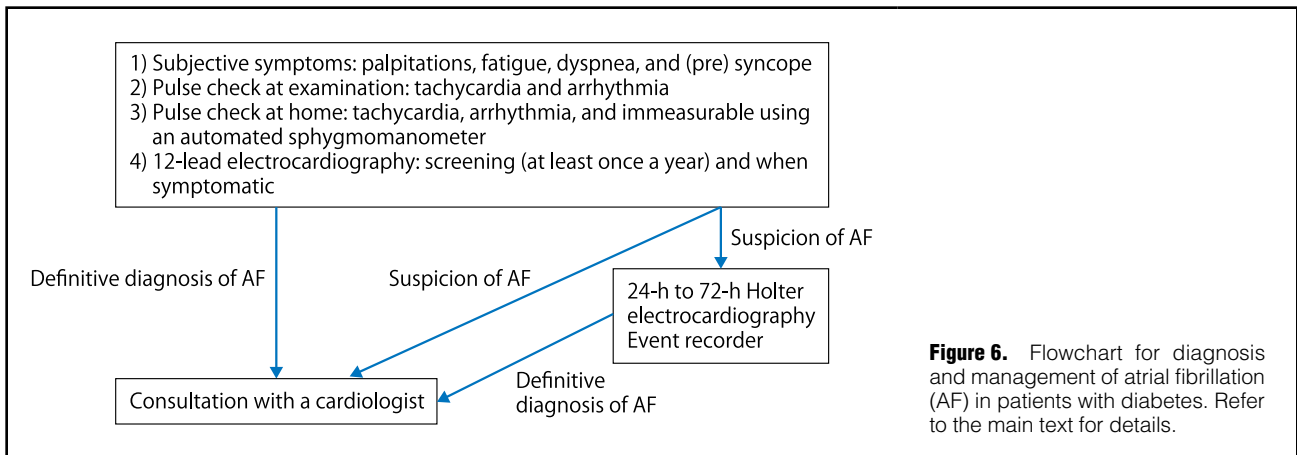 1) Subjective symptoms: palpitations, fatigue, dyspnea, and (pre) syncope
2) Pulse check at examination: tachycardia and arrhythmia
3) Pulse check at home: tachycardia, arrhythmia, and immeasurable using
an automated sphygmomanometer
4) 12-lead electrocardiography: screening (at least once a year) and when
symptomatic
Definitive diagnosis of AF
Suspicion of AF
Suspicion of AF
24-h to 72-h Holter
electrocardiography
Event recorder
Definitive
diagnosis of AF
Consultation with a cardiologist
Figure 6. Flowchart for diagnosis
and management of atrial fibrillation
(AF) in patients with diabetes. Refer
to the main text for details.